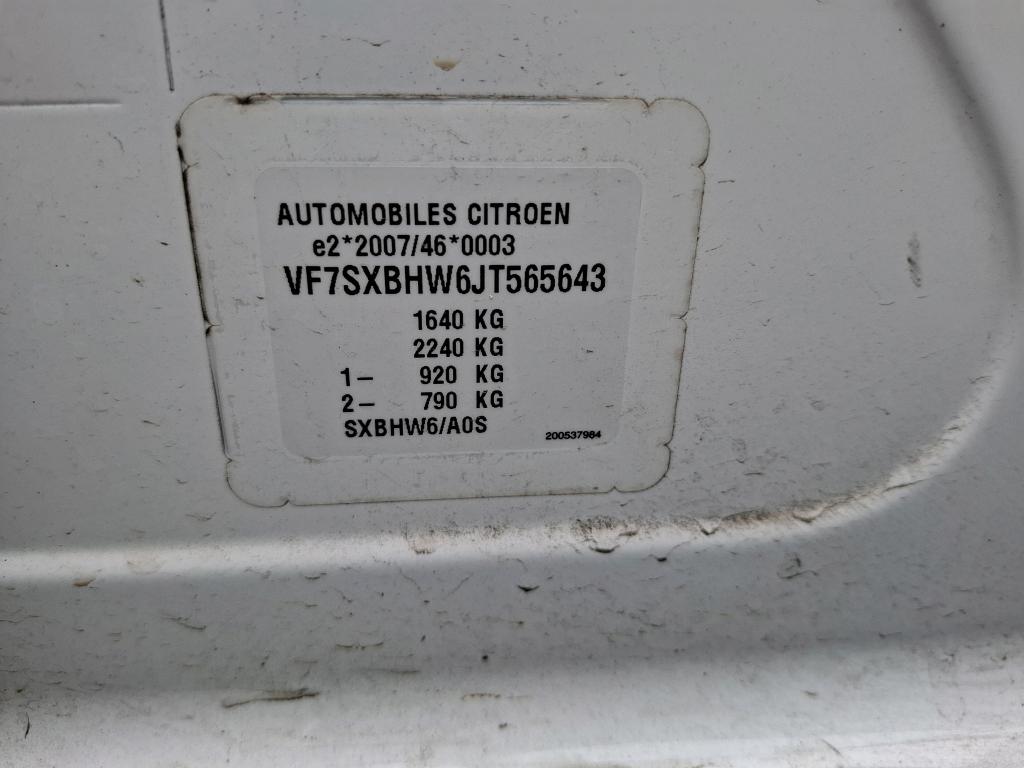 AUTOMOBILES CITROEN
e2*2007/46*0003
VF7SXBHW6JT565643
1640 KG
2240 KG
1– 920 KG
2– 790 KG
SXBHW6/A0S
200537984